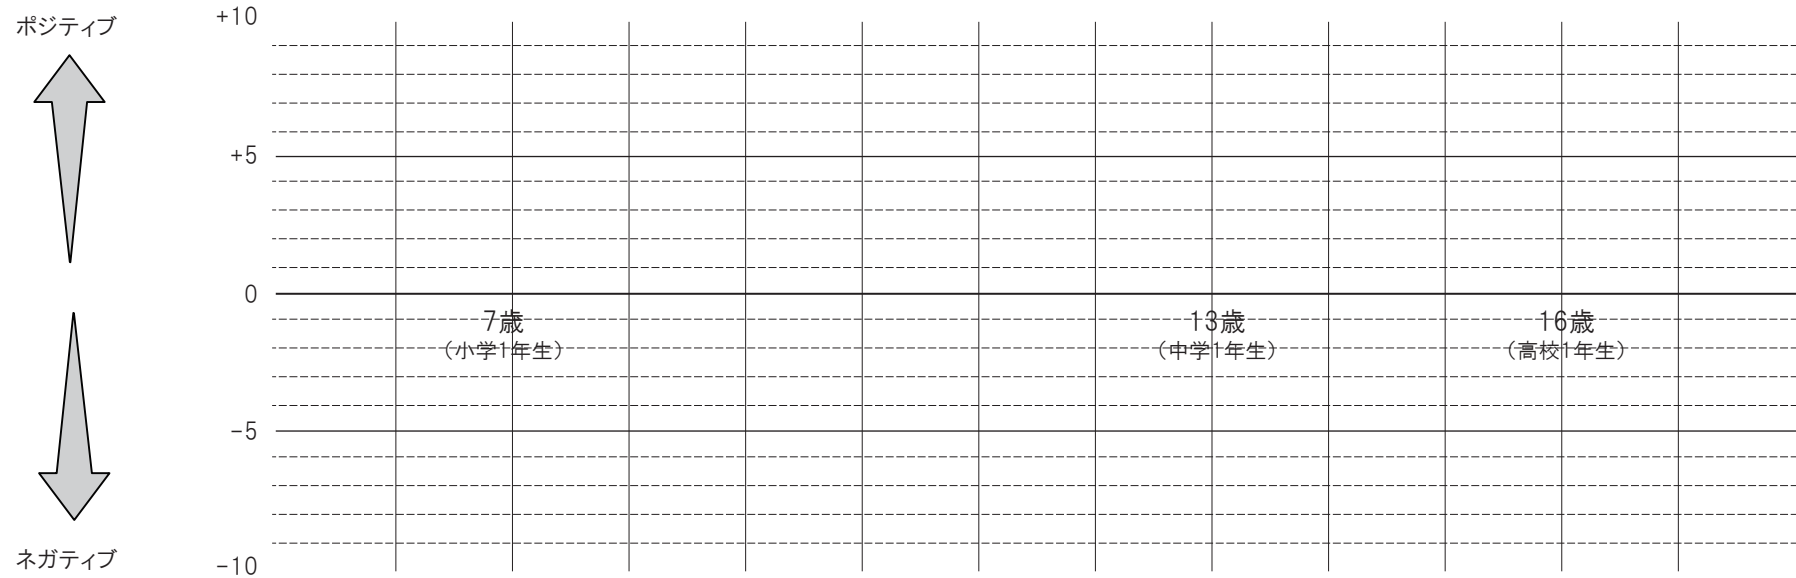 ポジティブ
+10
+5
0
7歳
(小学1年生)
13歳
(中学1年生)
16歳
(高校1年生)
-5
ネガティブ
-10